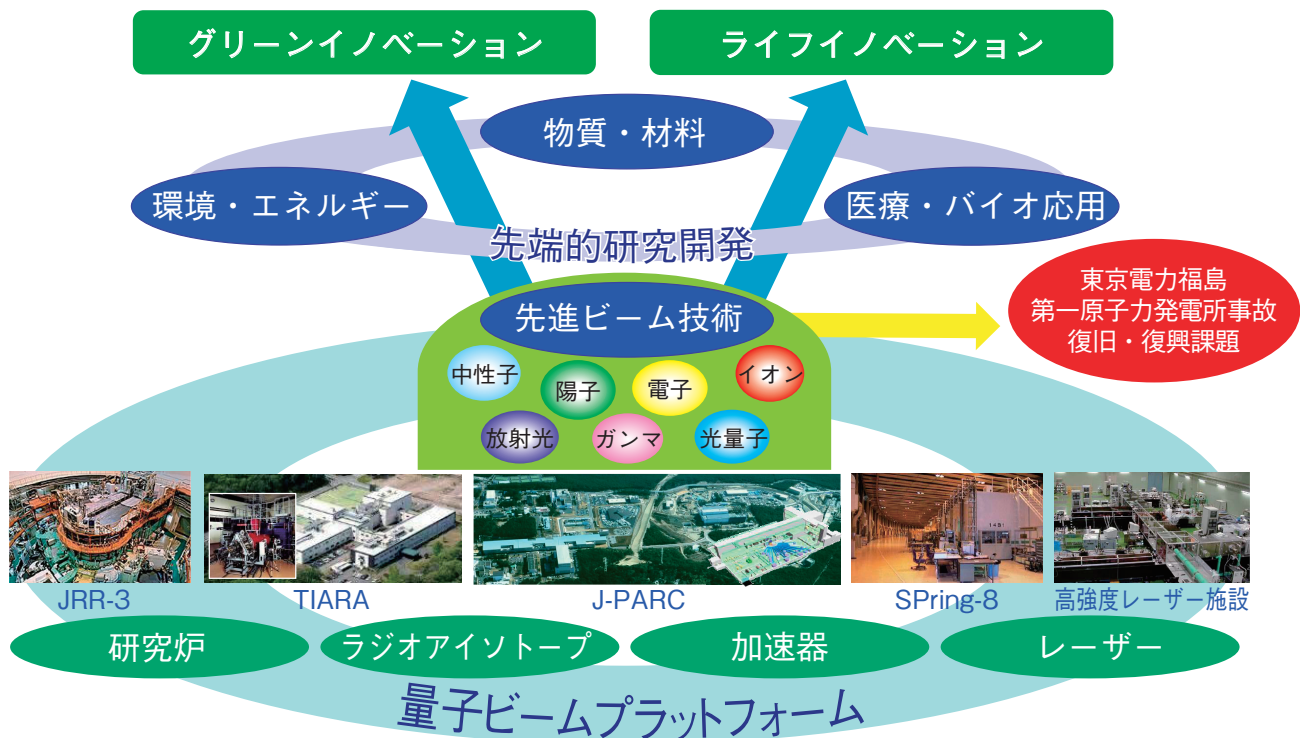 グリーンイノベーション
ライフイノベーション
物質・材料
環境・エネルギー
医療・バイオ応用
先端的研究開発
先進ビーム技術
東京電力福島
第一原子力発電所事故
復旧・復興課題
中性子
陽子
電子
イオン
放射光
ガンマ
光量子
JRR-3
TIARA
J-PARC
SPring-8
高強度レーザー施設
研究炉
ラジオアイソトープ
加速器
レーザー
量子ビームプラットフォーム